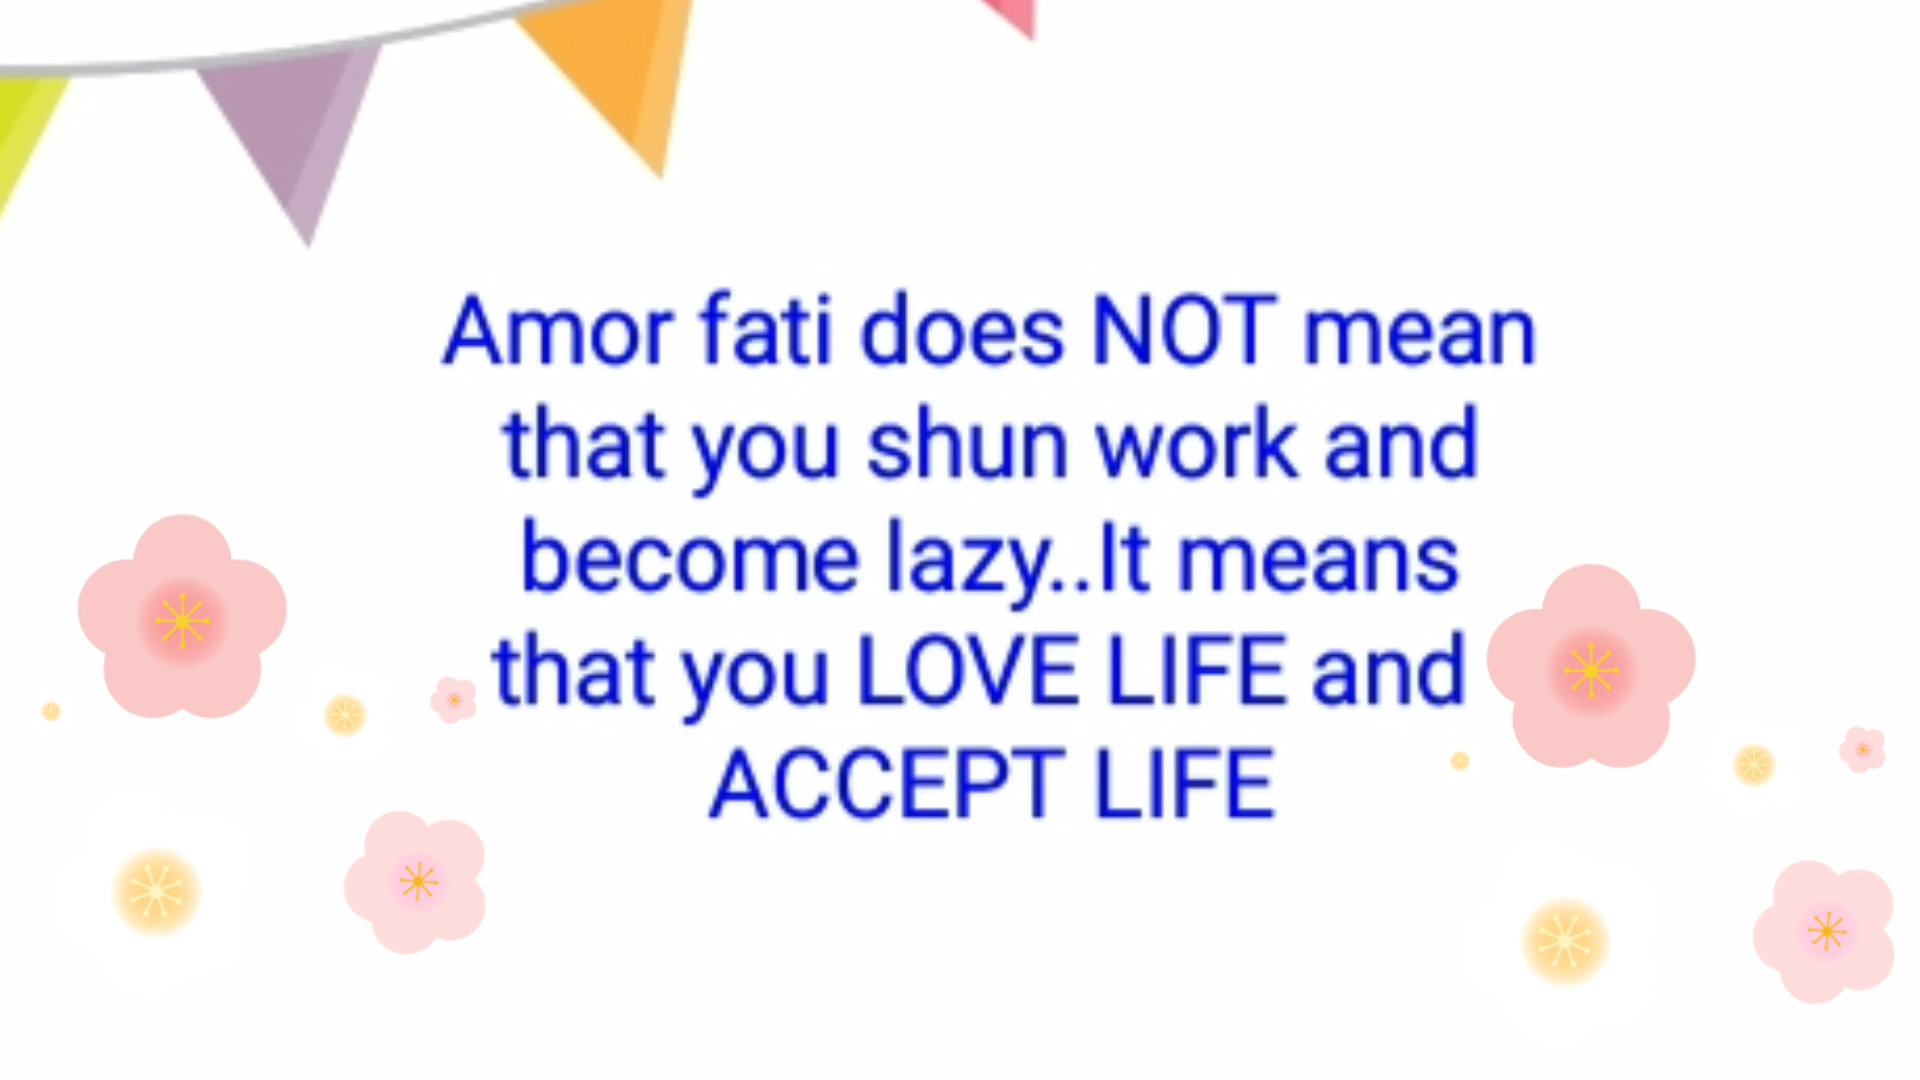 Amor fati does NOT mean
that you shun work and
become lazy..It means
that you LOVE LIFE and
ACCEPT LIFE